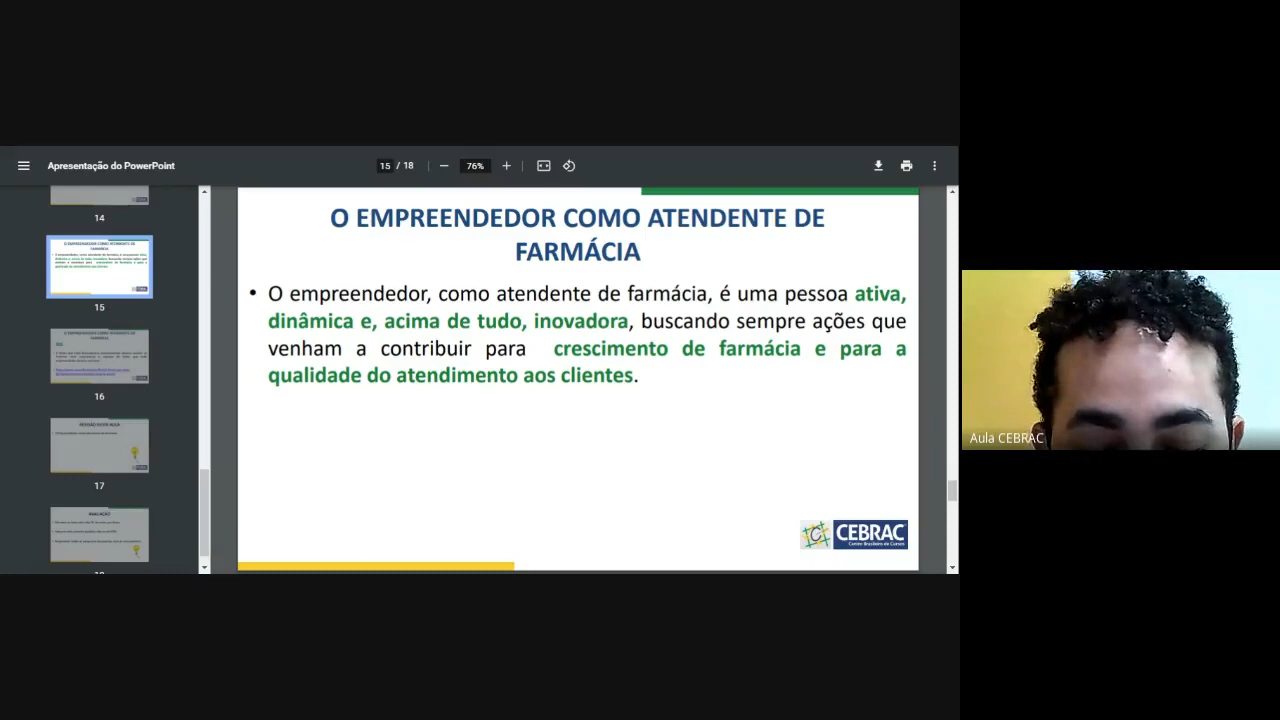 Apresentação do PowerPoint
15 / 18
76%
14
15
16
17
O EMPREENDEDOR COMO ATENDENTE DE
FARMÁCIA
• O empreendedor, como atendente de farmácia, é uma pessoa ativa,
dinâmica e, acima de tudo, inovadora, buscando sempre ações que
venham a contribuir para crescimento de farmácia e para a
qualidade do atendimento aos clientes.
CEBRAC
Centro Brasileiro de Cursos
Aula CEBRAC